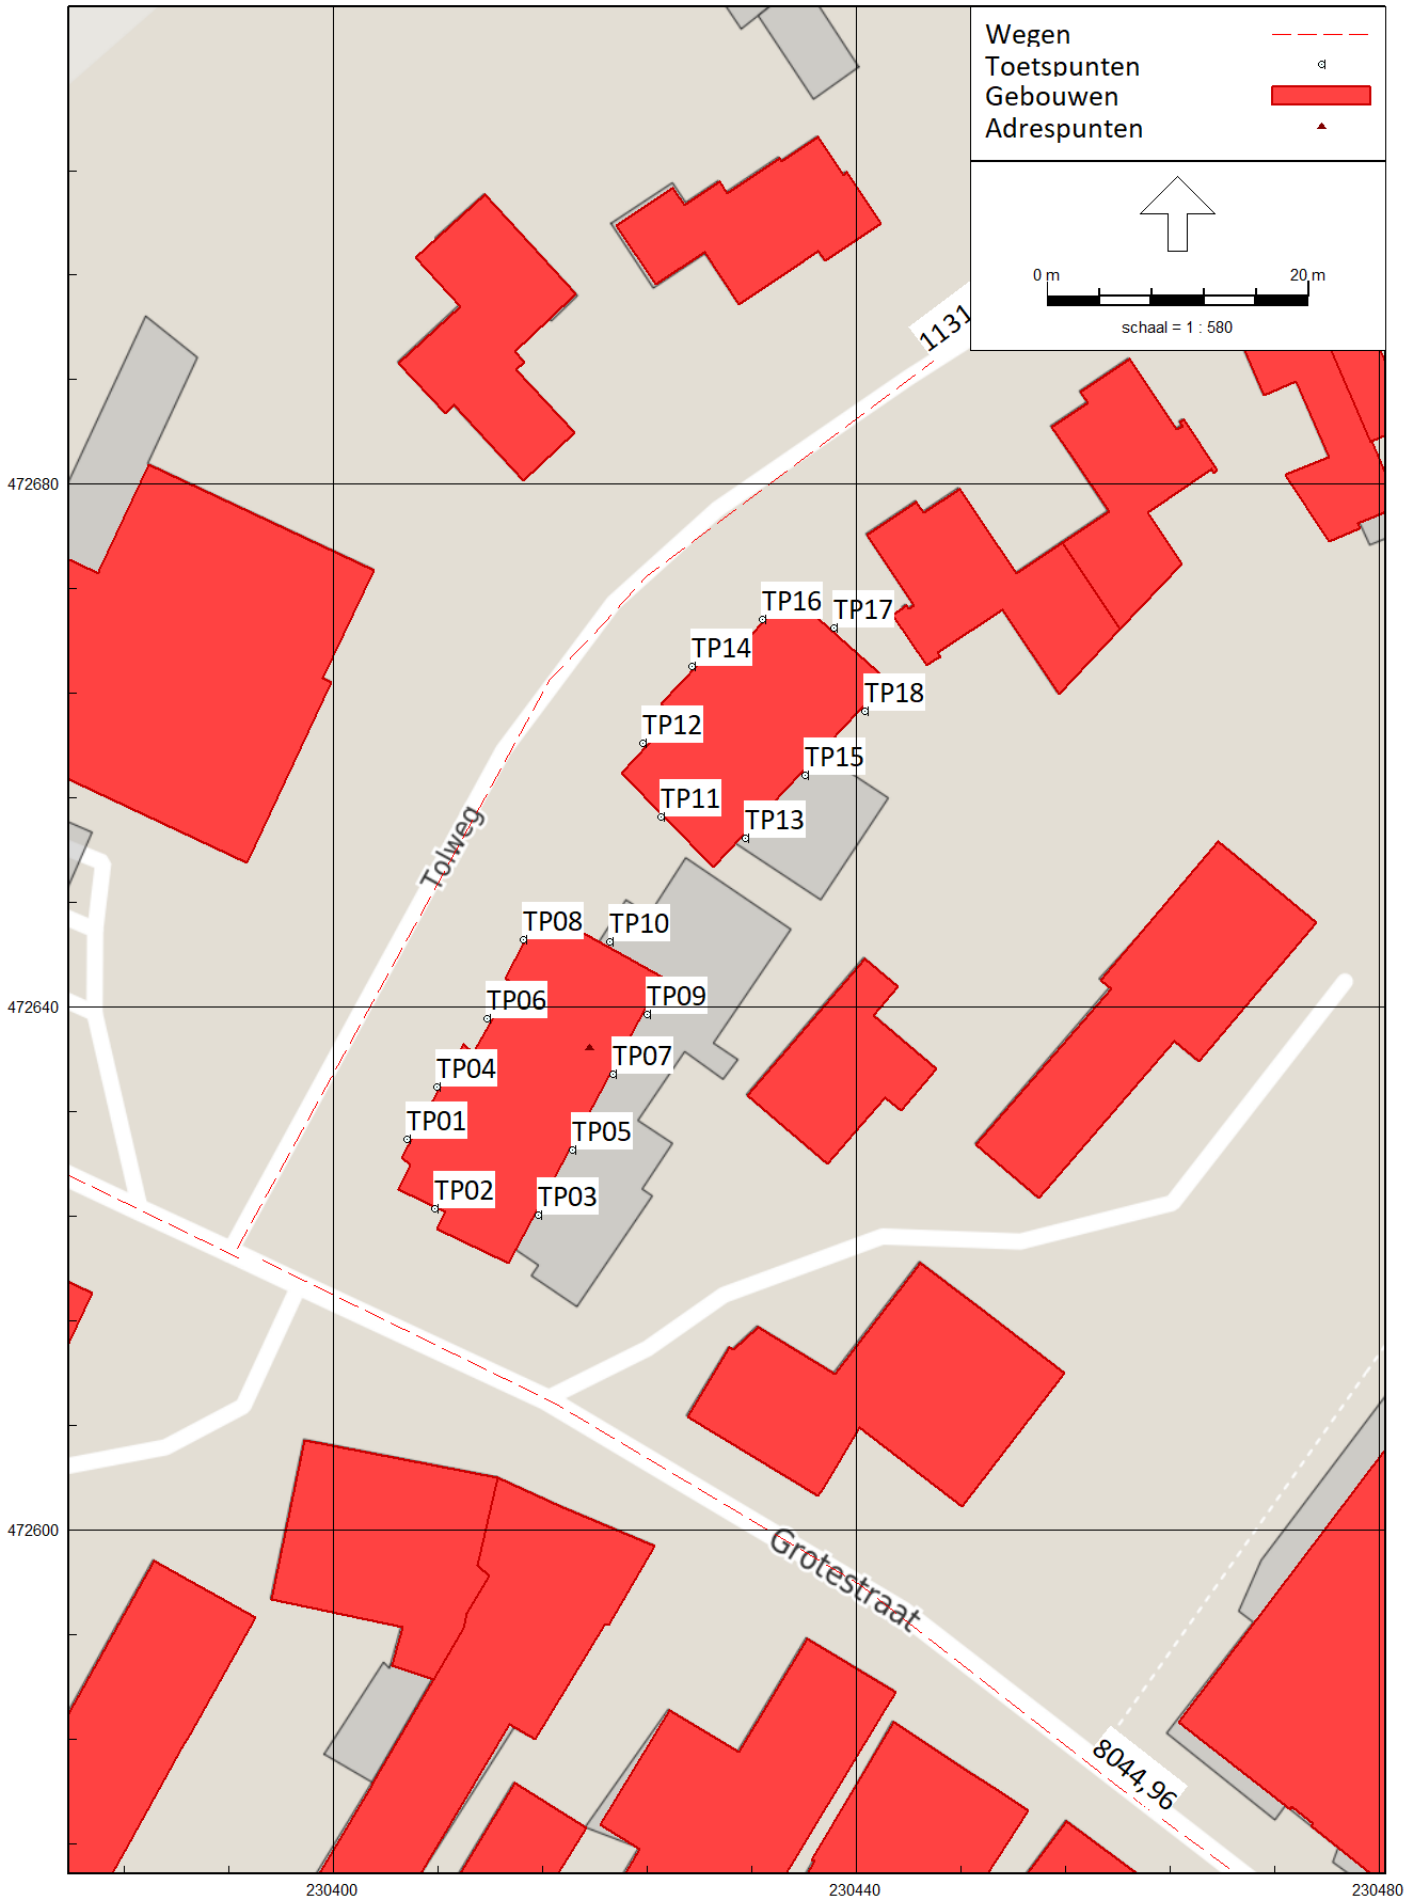 Wegen
Toetspunten
Gebouwen
Adrespunten
0 m
20 m
schaal = 1 : 580
1131
472680
TP16
TP17
TP14
TP18
TP12
TP15
TP11
TP13
Tolweg
TP08
TP10
TP06
TP09
472640
TP04
TP07
TP01
TP05
TP02
TP03
472600
Grotestraat
8044,96
230400
230440
230480